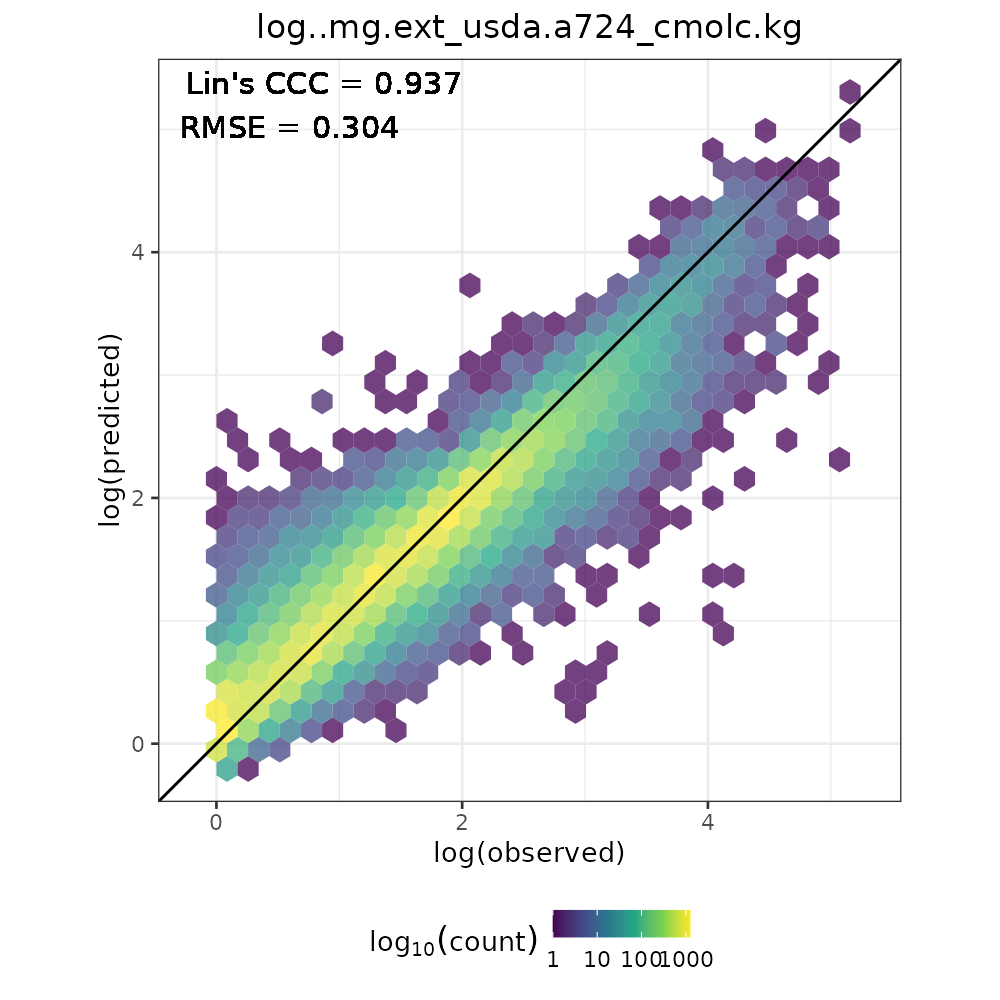 log..mg.ext_usda.a724_cmolc.kg
Lin's CCC = 0.937
RMSE = 0.304
log(predicted)
4
2
0
0 2 4
log(observed)
log10(count)
1 10 100 1000